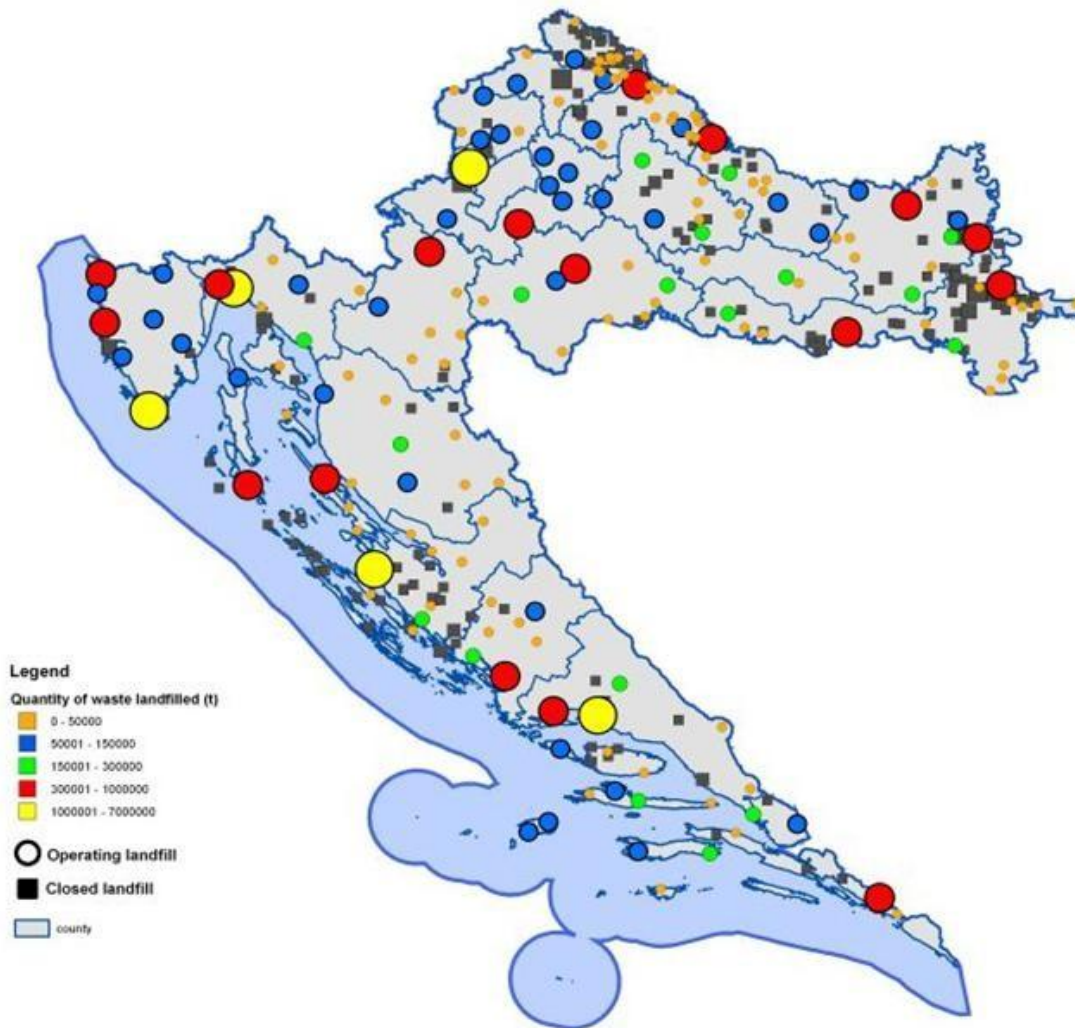 Legend
Quantity of waste landfilled (t)
0 - 50000
50001 - 150000
150001 - 300000
300001 - 1000000
1000001 - 7000000
Operating landfill
Closed landfill
county